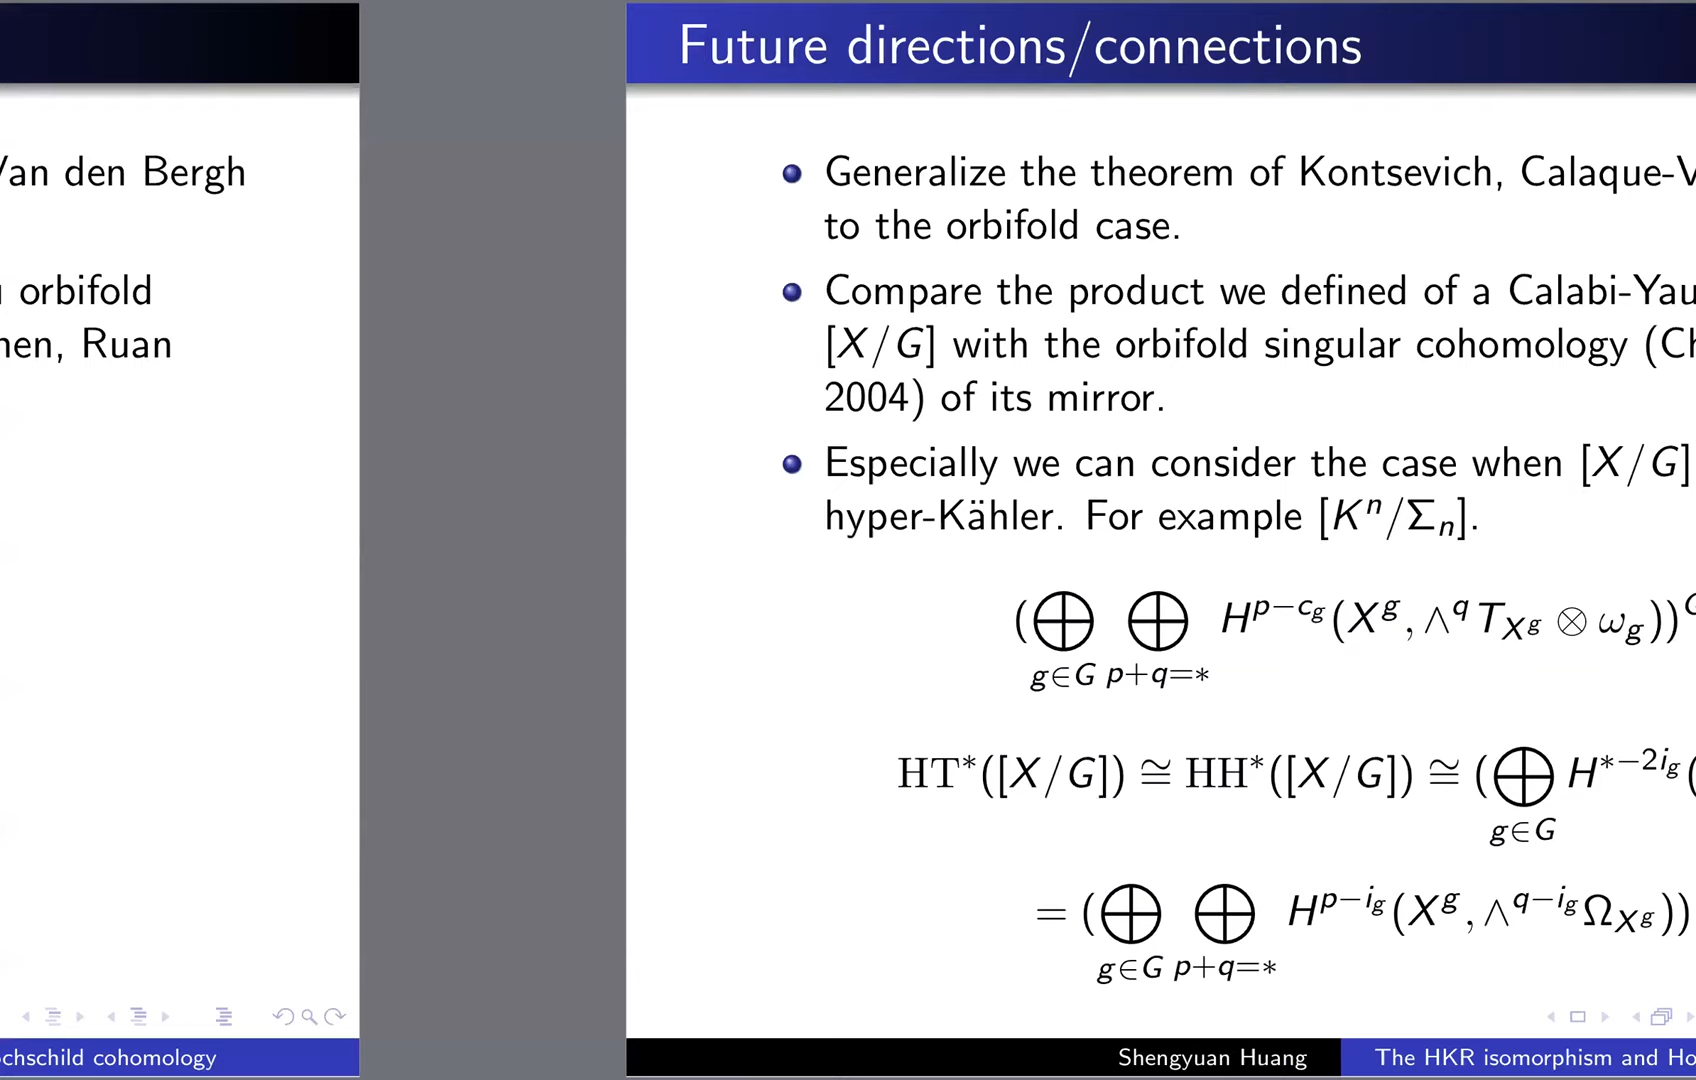 Van den Bergh
orbifold
hen, Ruan
ochschild cohomology
Future directions/connections
Generalize the theorem of Kontsevich, Calaque-V
to the orbifold case.
Compare the product we defined of a Calabi-Yau
[X/G] with the orbifold singular cohomology (Ch
2004) of its mirror.
Especially we can consider the case when [X/G]
hyper-Kähler. For example [Kⁿ/Σₙ].
(⊕_{g∈G} ⊕_{p+q=*} H^{p−c_g}(X^g, ∧^q T_{X^g} ⊗ ω_g))^G
HT*([X/G]) ≅ HH*([X/G]) ≅ (⊕_{g∈G} H^{*−2i_g}(
= (⊕_{g∈G} ⊕_{p+q=*} H^{p−i_g}(X^g, ∧^{q−i_g} Ω_{X^g}))
Shengyuan Huang
The HKR isomorphism and Ho